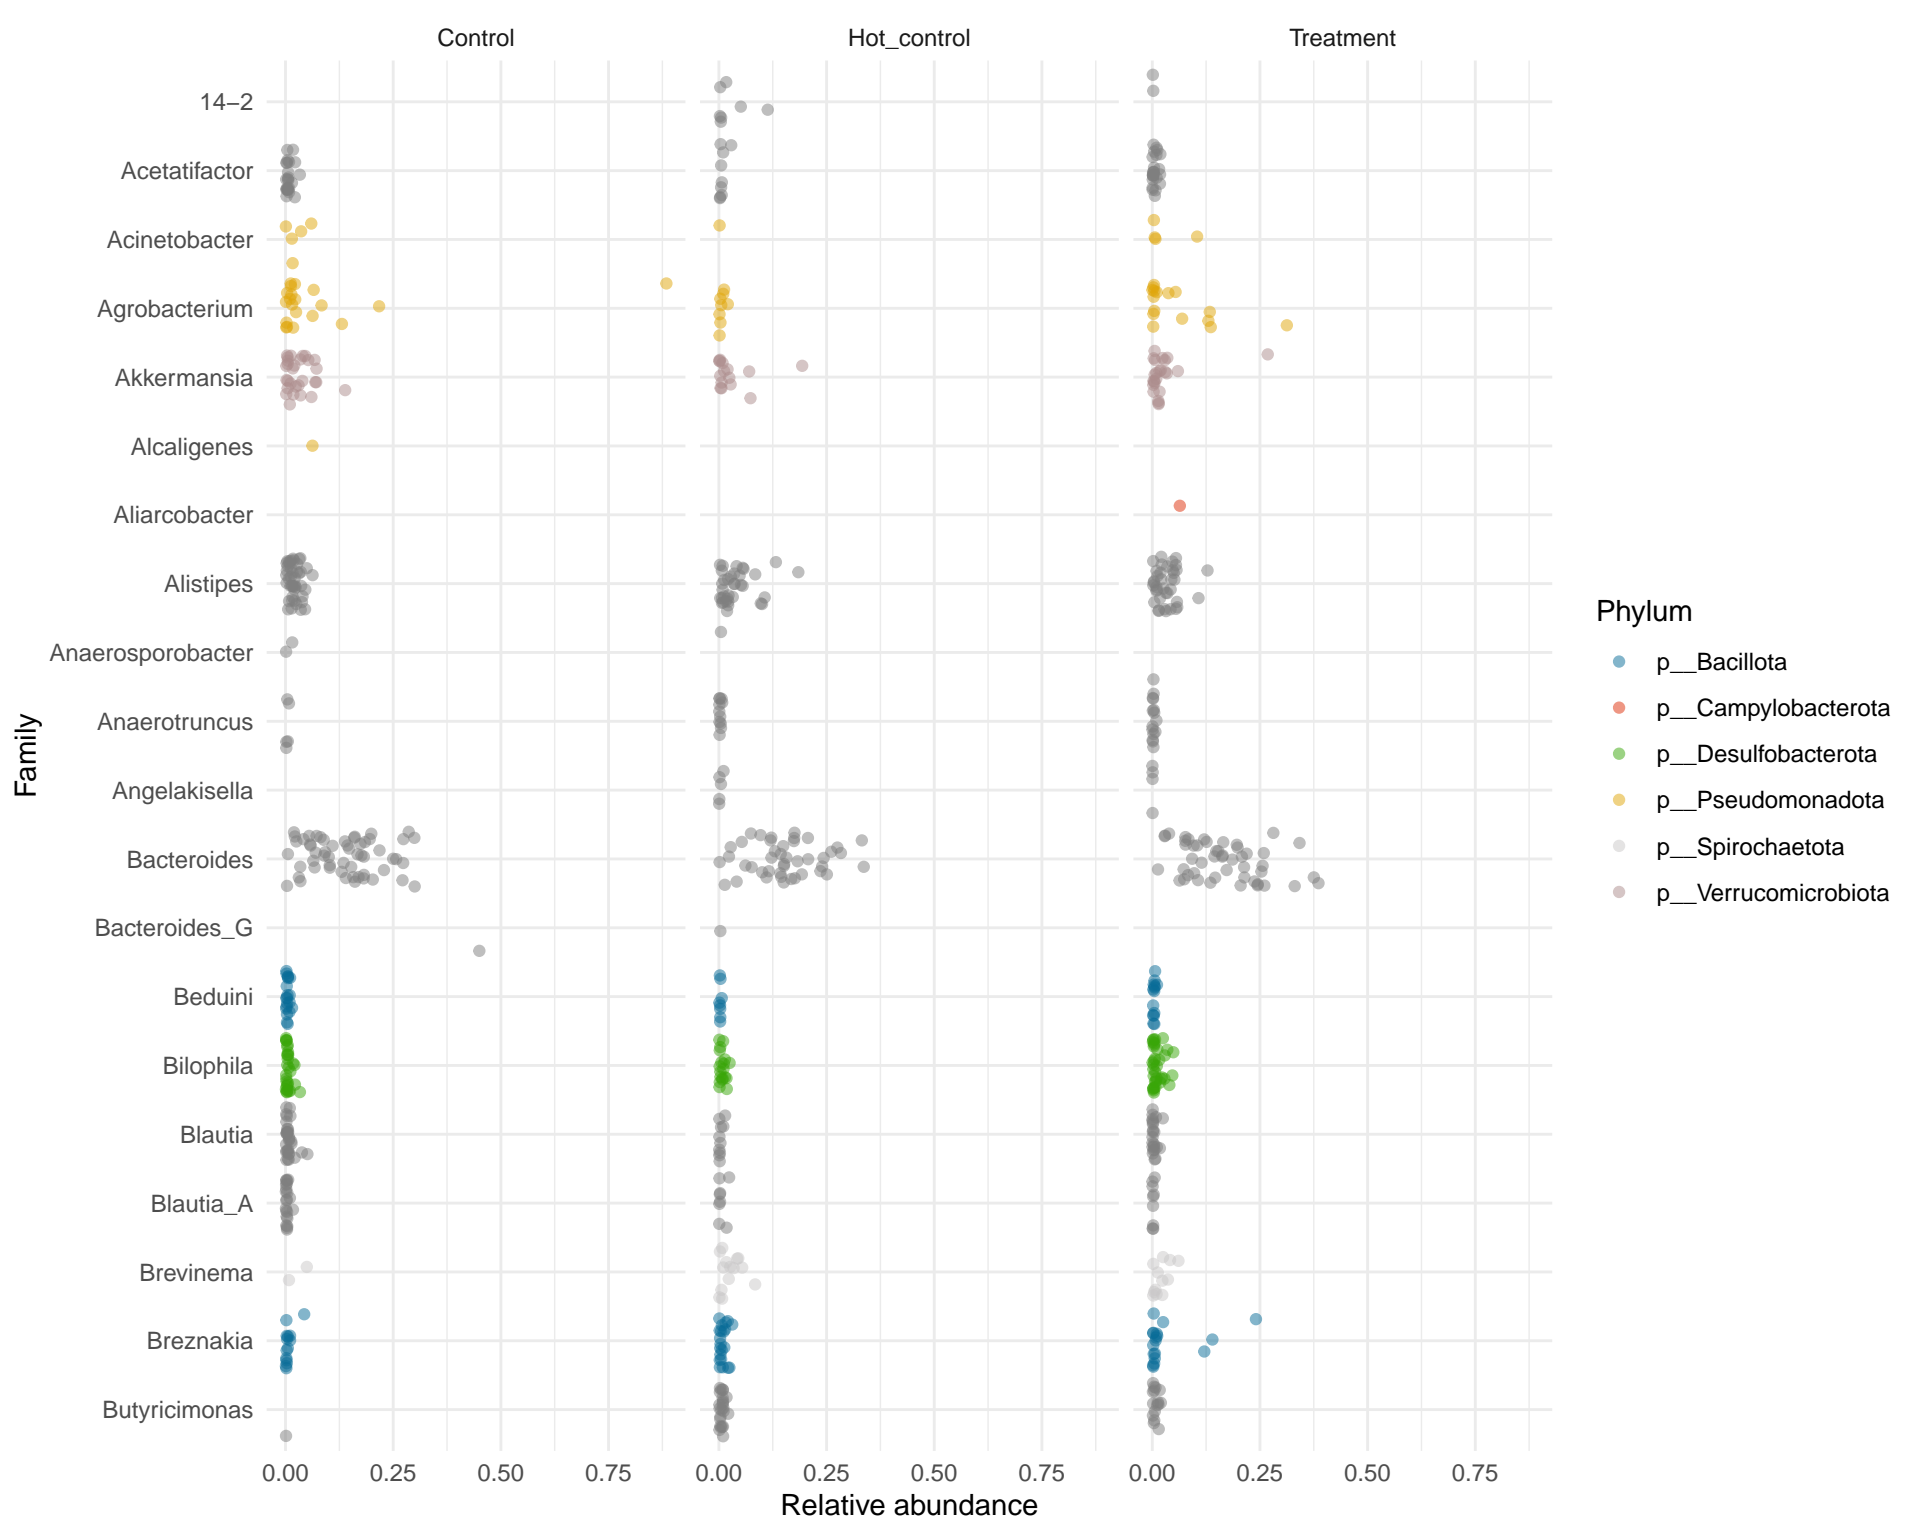 Control Hot_control Treatment
14−2
Acetatifactor
Acinetobacter
Agrobacterium
Akkermansia
Alcaligenes
Aliarcobacter
Alistipes
Anaerosporobacter
Anaerotruncus
Angelakisella
Bacteroides
Bacteroides_G
Beduini
Bilophila
Blautia
Blautia_A
Brevinema
Breznakia
Butyricimonas
Family
0.00 0.25 0.50 0.75 0.00 0.25 0.50 0.75 0.00 0.25 0.50 0.75
Relative abundance
Phylum
p__Bacillota
p__Campylobacterota
p__Desulfobacterota
p__Pseudomonadota
p__Spirochaetota
p__Verrucomicrobiota